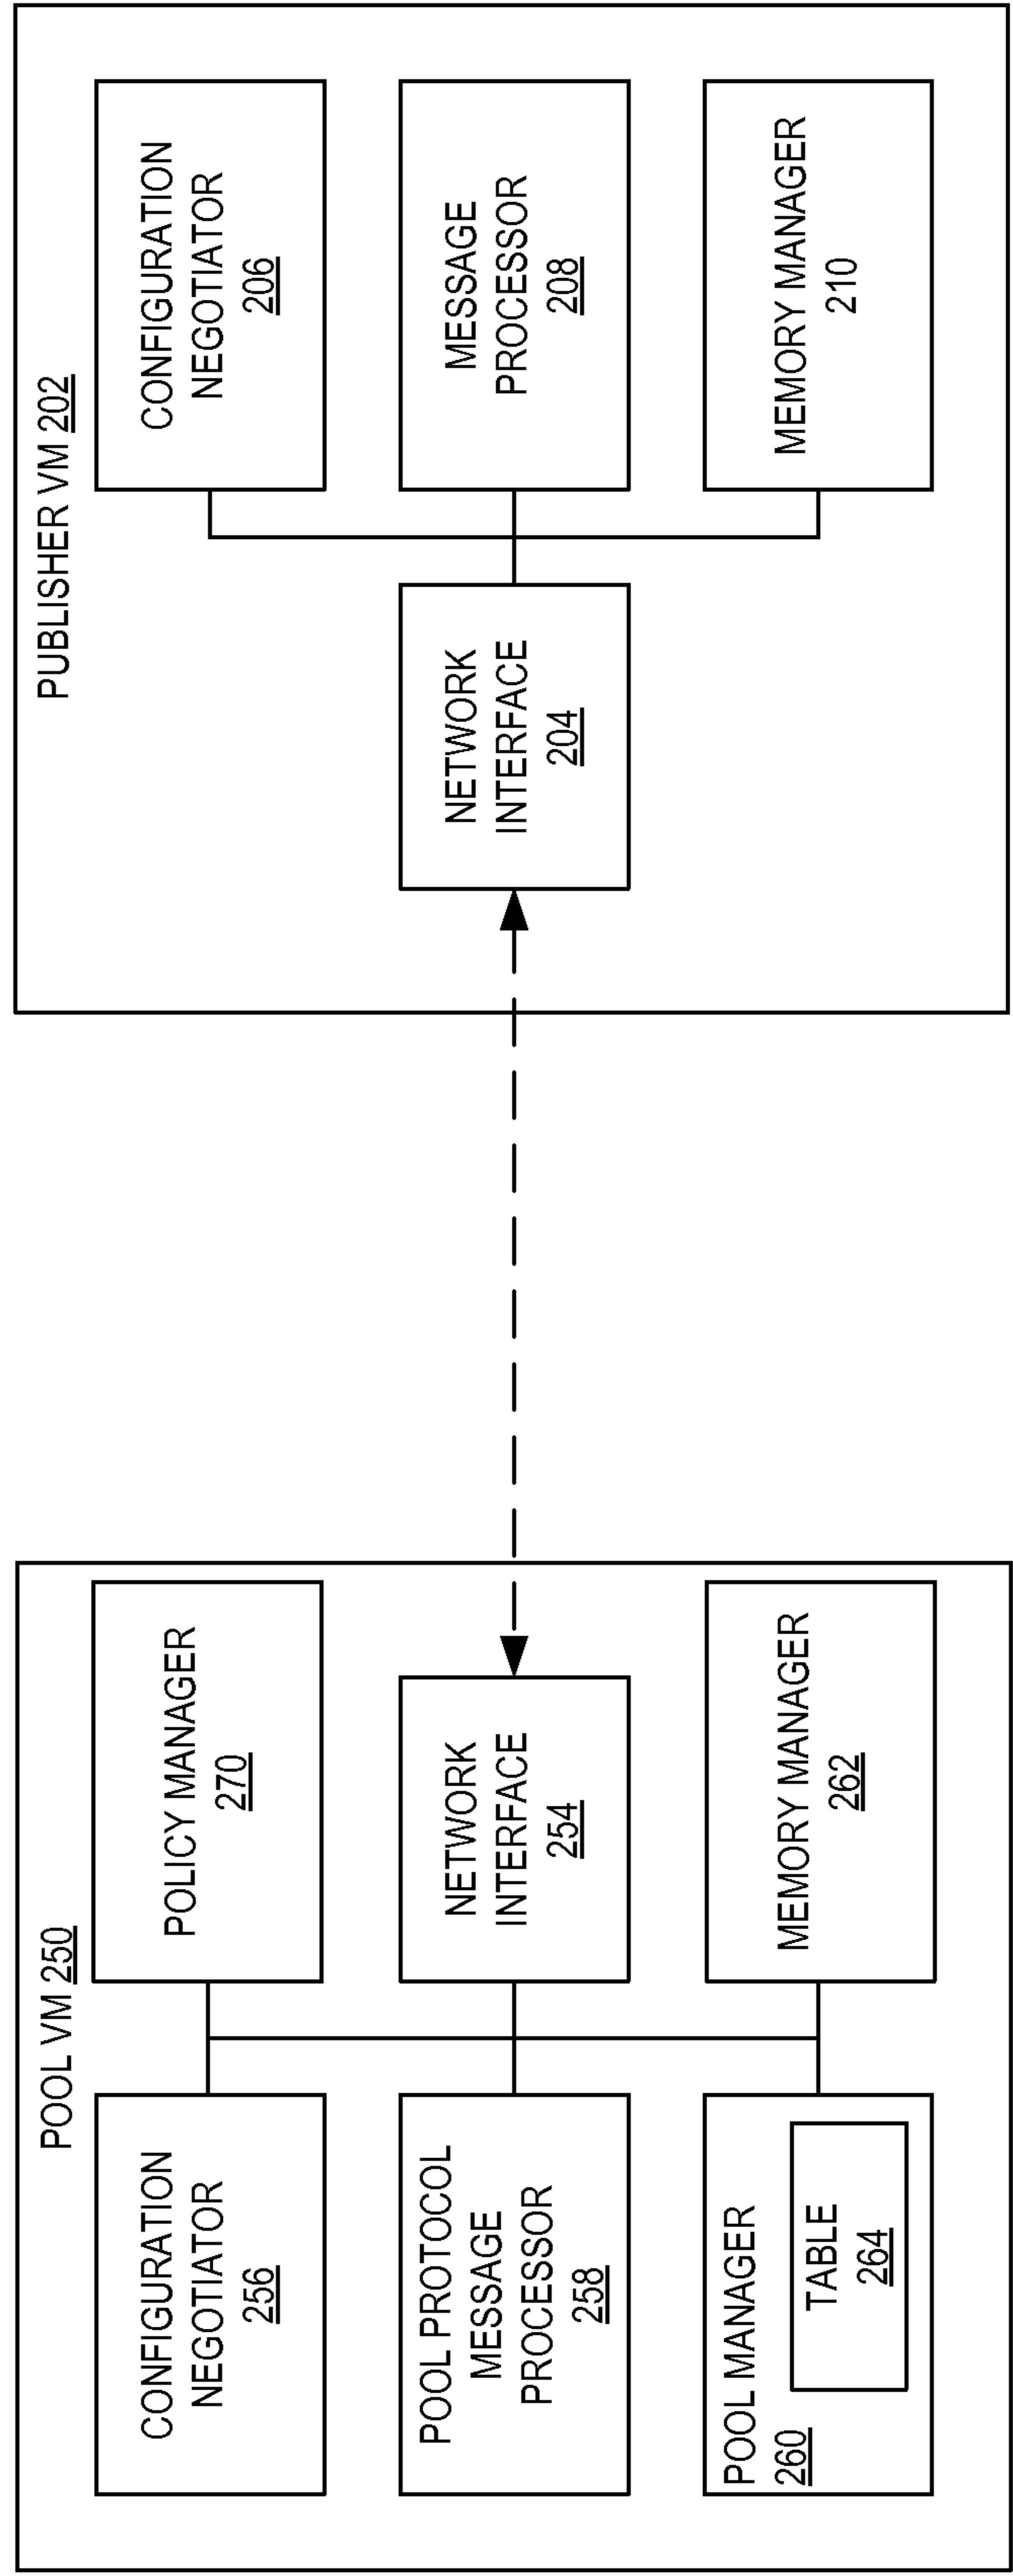 POOL VM 250
CONFIGURATION
NEGOTIATOR
256
POLICY MANAGER
270
POOL PROTOCOL
MESSAGE
PROCESSOR
258
NETWORK
INTERFACE
254
POOL MANAGER
260
TABLE
264
MEMORY MANAGER
262
PUBLISHER VM 202
NETWORK
INTERFACE
204
CONFIGURATION
NEGOTIATOR
206
MESSAGE
PROCESSOR
208
MEMORY MANAGER
210